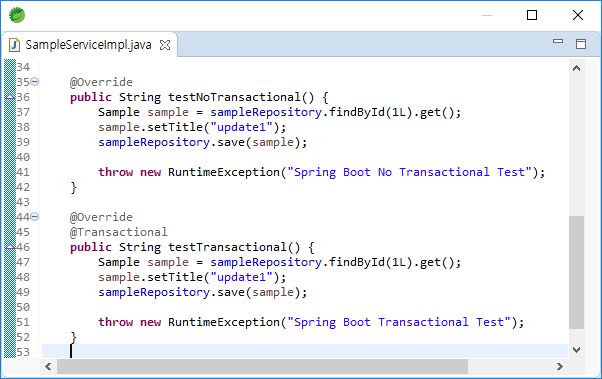 SampleServiceImpl.java
34
35 @Override
36 public String testNoTransactional() {
37 Sample sample = sampleRepository.findById(1L).get();
38 sample.setTitle("update1");
39 sampleRepository.save(sample);
40
41 throw new RuntimeException("Spring Boot No Transactional Test");
42 }
43
44 @Override
45 @Transactional
46 public String testTransactional() {
47 Sample sample = sampleRepository.findById(1L).get();
48 sample.setTitle("update1");
49 sampleRepository.save(sample);
50
51 throw new RuntimeException("Spring Boot Transactional Test");
52 }
53